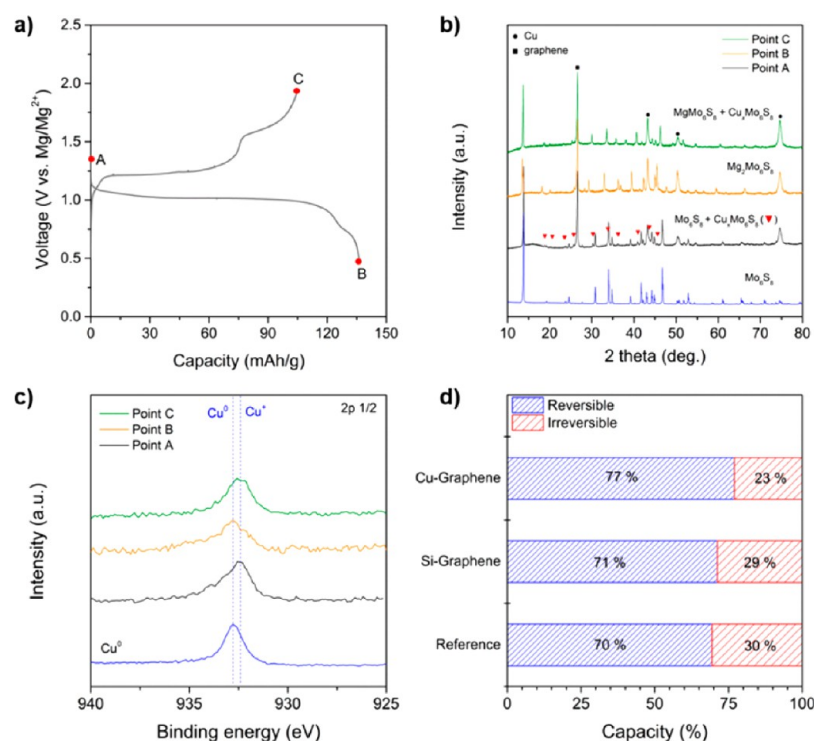 a)
2.5
2.0
1.5
1.0
0.5
0.0
Voltage (V vs. Mg/Mg²⁺)
A
B
C
0 30 60 90 120 150
Capacity (mAh/g)
b)
● Cu
■ graphene
Point C
Point B
Point A
MgMo₆S₈ + CuₓMo₆S₈
Mg₂Mo₆S₈
Mo₆S₈ + CuₓMo₆S₈ (▼)
Mo₆S₈
Intensity (a.u.)
10 20 30 40 50 60 70 80
2 theta (deg.)
c)
Point C
Point B
Point A
Cu⁰
Cu⁺
2p 1/2
Cu⁰
Intensity (a.u.)
940 935 930 925
Binding energy (eV)
d)
Reversible
Irreversible
Cu-Graphene
77 % 23 %
Si-Graphene
71 % 29 %
Reference
70 % 30 %
0 25 50 75 100
Capacity (%)